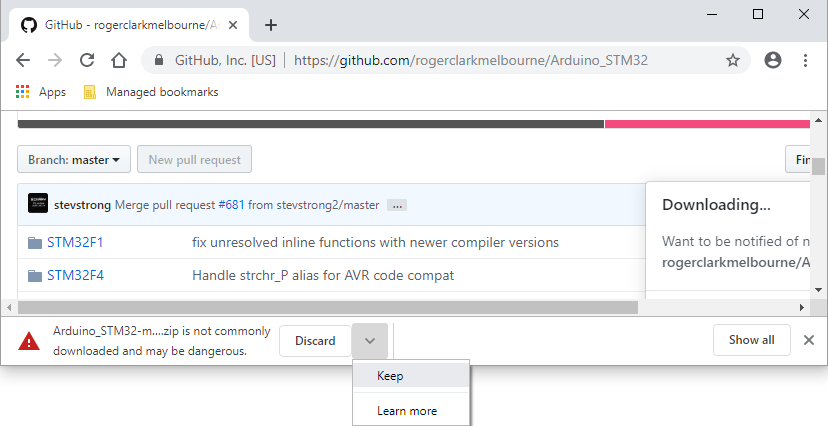 GitHub - rogerclarkmelbourne/A
GitHub, Inc. [US] | https://github.com/rogerclarkmelbourne/Arduino_STM32
Apps Managed bookmarks
Branch: master New pull request Fin
stevstrong Merge pull request #681 from stevstrong2/master ...
STM32F1 fix unresolved inline functions with newer compiler versions
STM32F4 Handle strchr_P alias for AVR code compat
Downloading...
Want to be notified of n
rogerclarkmelbourne/A
Arduino_STM32-m....zip is not commonly
downloaded and may be dangerous.
Discard
Show all
Keep
Learn more